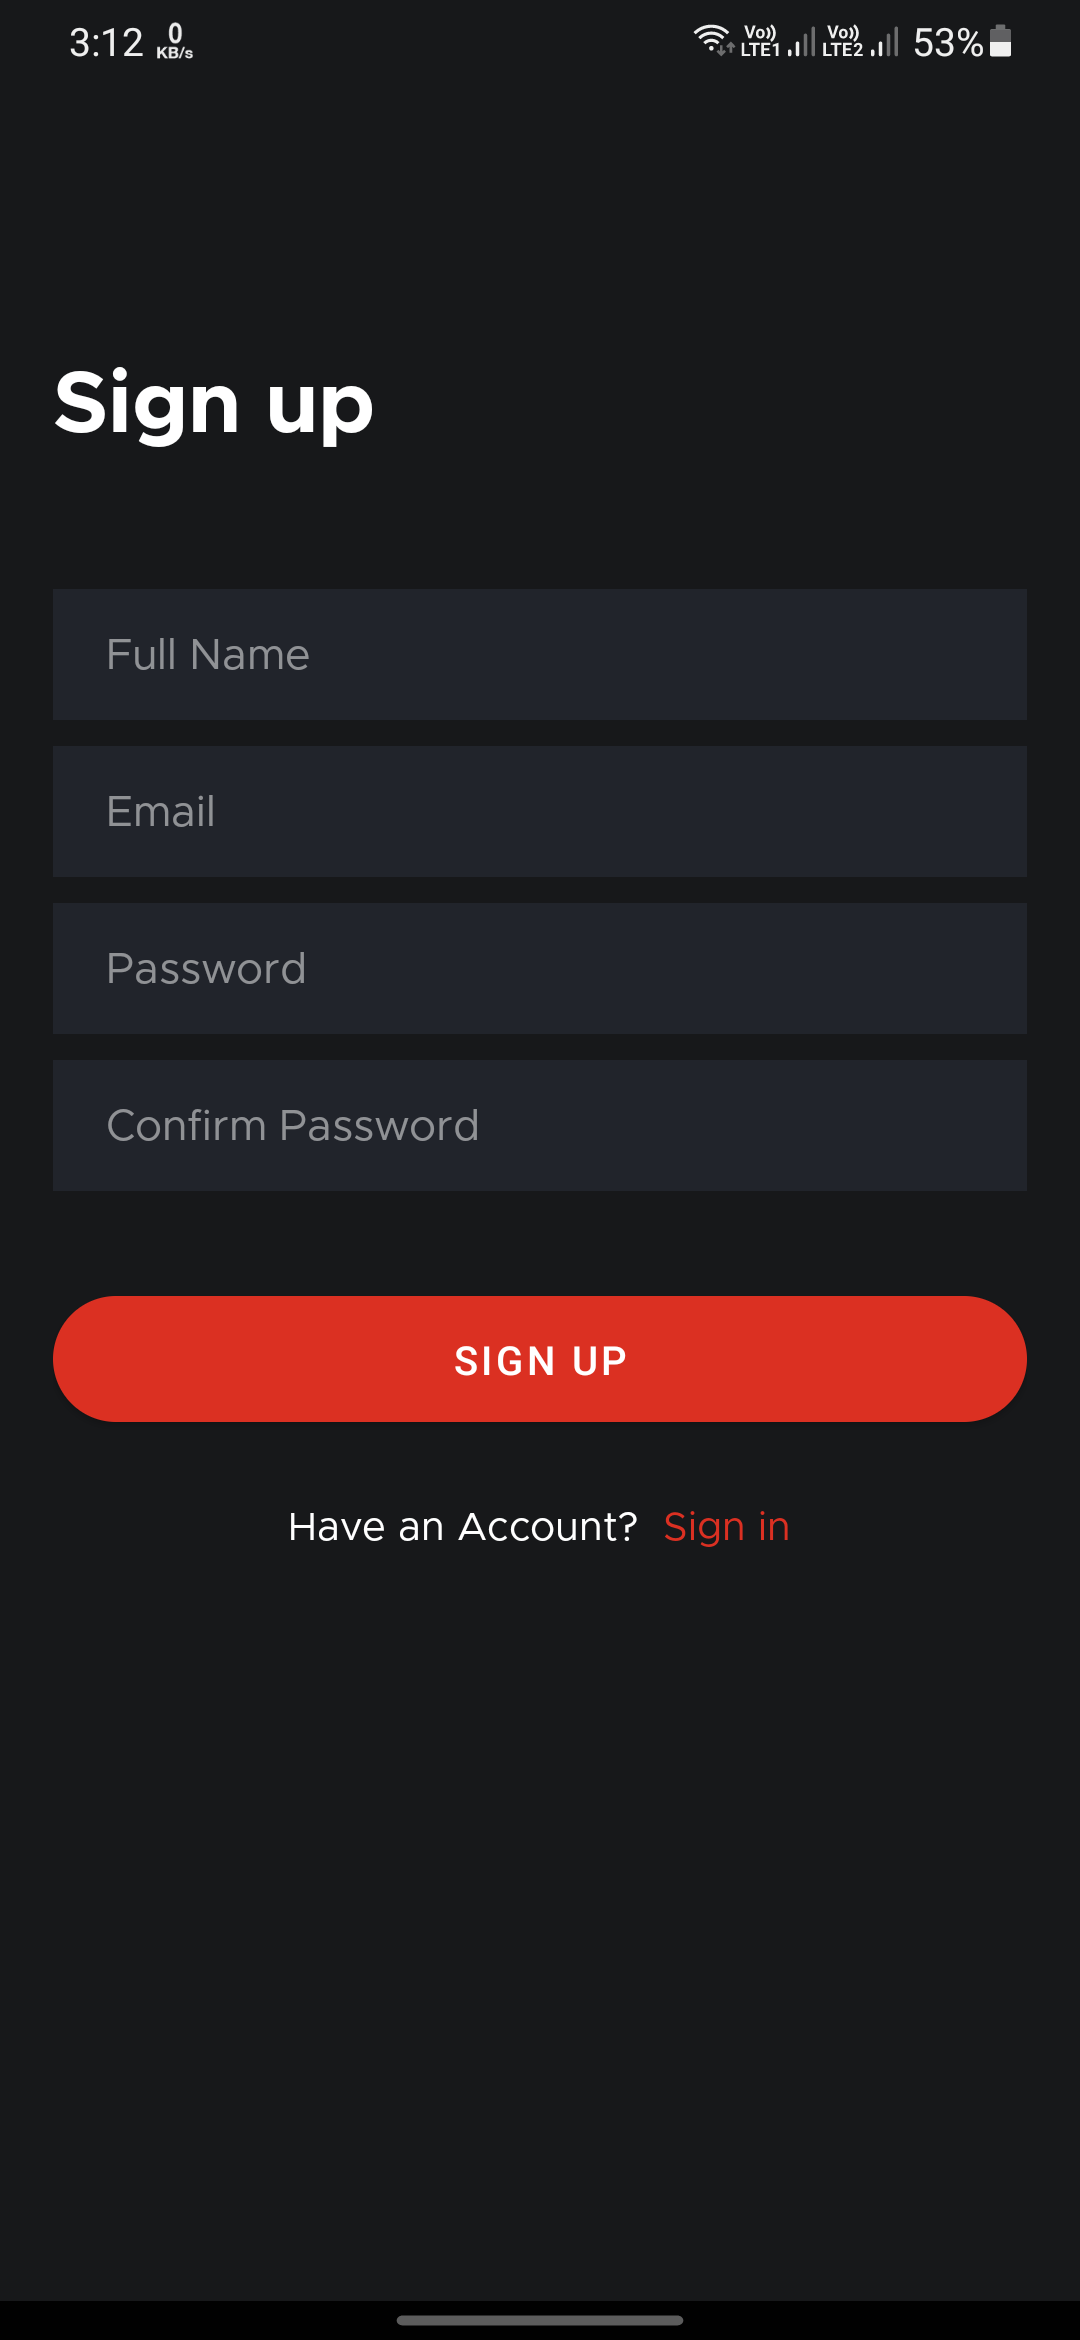 3:12 0 KB/s Vo)) LTE1 Vo)) LTE2 53%
Sign up
Full Name
Email
Password
Confirm Password
SIGN UP
Have an Account? Sign in